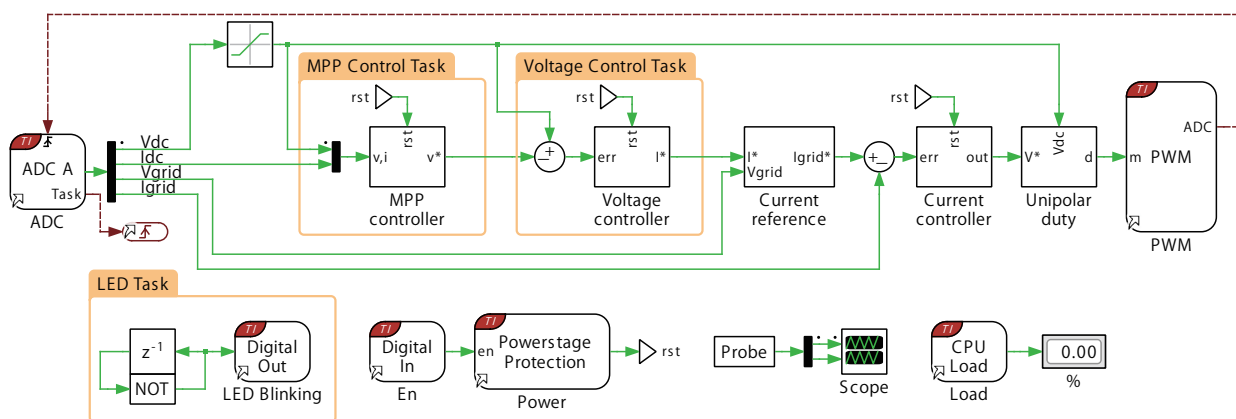 MPP Control Task
Voltage Control Task
rst
rst
rst
TI
TI
ADC A
Task
ADC
Vdc
Idc
Vgrid
Igrid
v,i
rst
v*
MPP
controller
err
rst
I*
Voltage
controller
I*
Vgrid
Igrid*
Current
reference
err
rst
out
Current
controller
Vdc
V*
d
Unipolar
duty
m
PWM
ADC
PWM
LED Task
z-1
NOT
TI
Digital
Out
LED Blinking
TI
Digital
In
En
TI
en
Powerstage
Protection
Power
rst
Probe
Scope
TI
CPU
Load
Load
0.00
%